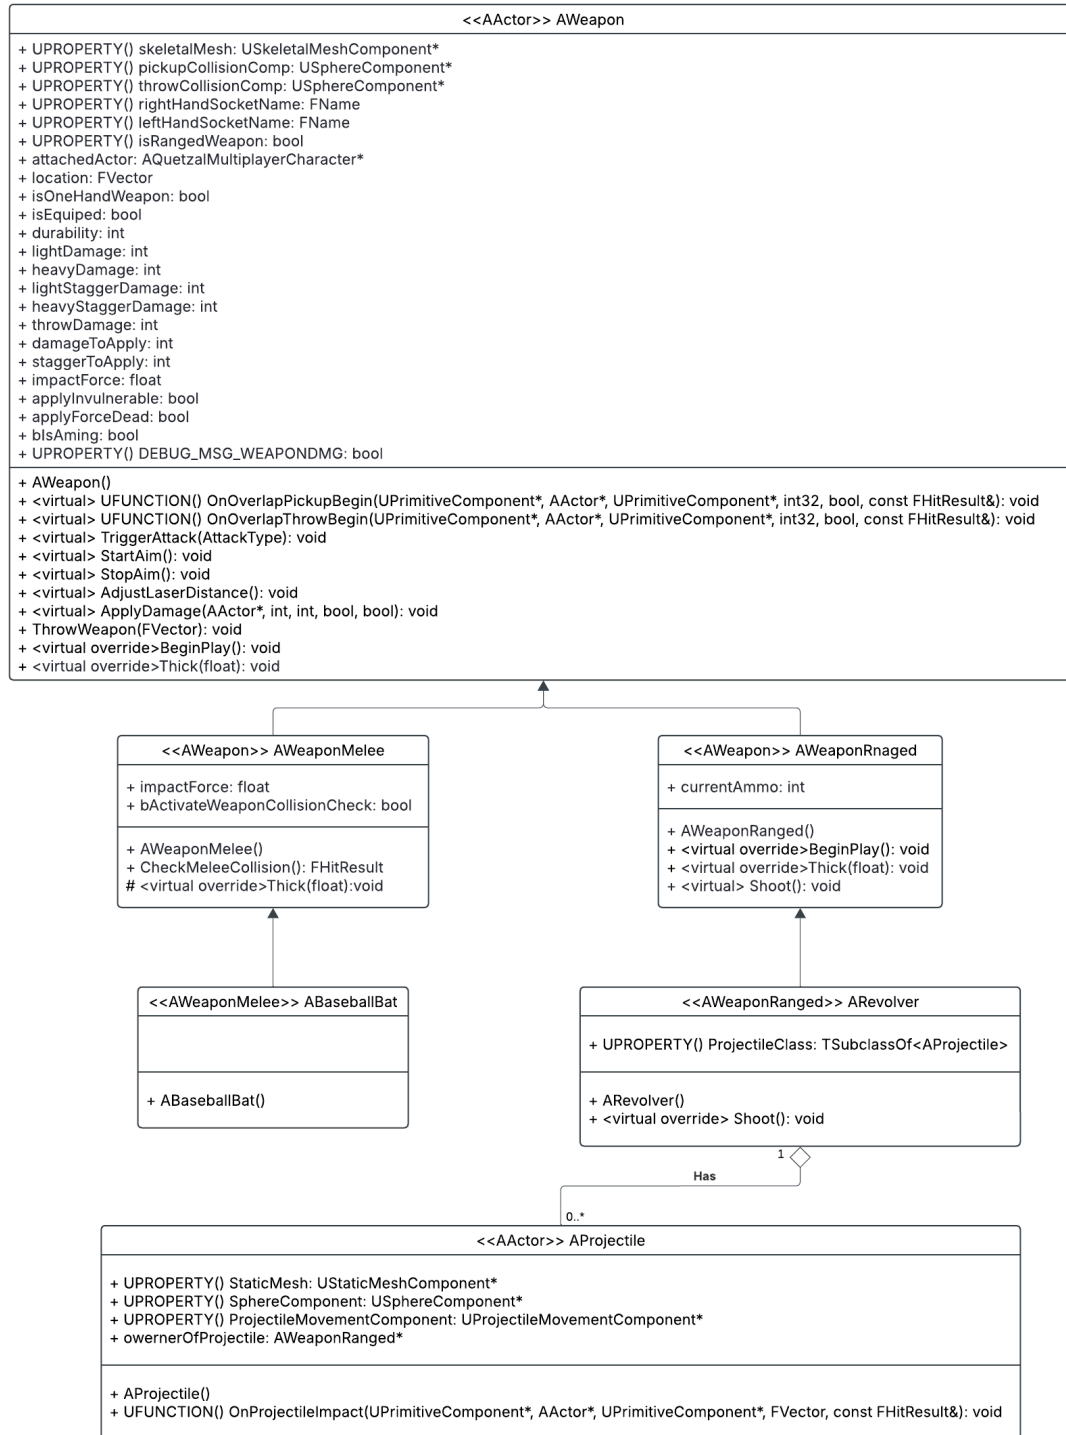 <<AActor>> AWeapon
+ UPROPERTY() skeletalMesh: USkeletalMeshComponent*
+ UPROPERTY() pickupCollisionComp: USphereComponent*
+ UPROPERTY() throwCollisionComp: USphereComponent*
+ UPROPERTY() rightHandSocketName: FName
+ UPROPERTY() leftHandSocketName: FName
+ UPROPERTY() isRangedWeapon: bool
+ attachedActor: AQuetzalMultiplayerCharacter*
+ location: FVector
+ isOneHandWeapon: bool
+ isEquiped: bool
+ durability: int
+ lightDamage: int
+ heavyDamage: int
+ lightStaggerDamage: int
+ heavyStaggerDamage: int
+ throwDamage: int
+ damageToApply: int
+ staggerToApply: int
+ impactForce: float
+ applyInvulnerable: bool
+ applyForceDead: bool
+ bIsAming: bool
+ UPROPERTY() DEBUG_MSG_WEAPONDMG: bool
+ AWeapon()
+ <virtual> UFUNCTION() OnOverlapPickupBegin(UPrimitiveComponent*, AActor*, UPrimitiveComponent*, int32, bool, const FHitResult&): void
+ <virtual> UFUNCTION() OnOverlapThrowBegin(UPrimitiveComponent*, AActor*, UPrimitiveComponent*, int32, bool, const FHitResult&): void
+ <virtual> TriggerAttack(AttackType): void
+ <virtual> StartAim(): void
+ <virtual> StopAim(): void
+ <virtual> AdjustLaserDistance(): void
+ <virtual> ApplyDamage(AActor*, int, int, bool, bool): void
+ ThrowWeapon(FVector): void
+ <virtual override>BeginPlay(): void
+ <virtual override>Thick(float): void
<<AWeapon>> AWeaponMelee
+ impactForce: float
+ bActivateWeaponCollisionCheck: bool
+ AWeaponMelee()
+ CheckMeleeCollision(): FHitResult
# <virtual override>Thick(float):void
<<AWeapon>> AWeaponRnaged
+ currentAmmo: int
+ AWeaponRanged()
+ <virtual override>BeginPlay(): void
+ <virtual override>Thick(float): void
+ <virtual> Shoot(): void
<<AWeaponMelee>> ABaseballBat
+ ABaseballBat()
<<AWeaponRanged>> ARevolver
+ UPROPERTY() ProjectileClass: TSubclassOf<AProjectile>
+ ARevolver()
+ <virtual override> Shoot(): void
1
Has
0..*
<<AActor>> AProjectile
+ UPROPERTY() StaticMesh: UStaticMeshComponent*
+ UPROPERTY() SphereComponent: USphereComponent*
+ UPROPERTY() ProjectileMovementComponent: UProjectileMovementComponent*
+ owernerOfProjectile: AWeaponRanged*
+ AProjectile()
+ UFUNCTION() OnProjectileImpact(UPrimitiveComponent*, AActor*, UPrimitiveComponent*, FVector, const FHitResult&): void